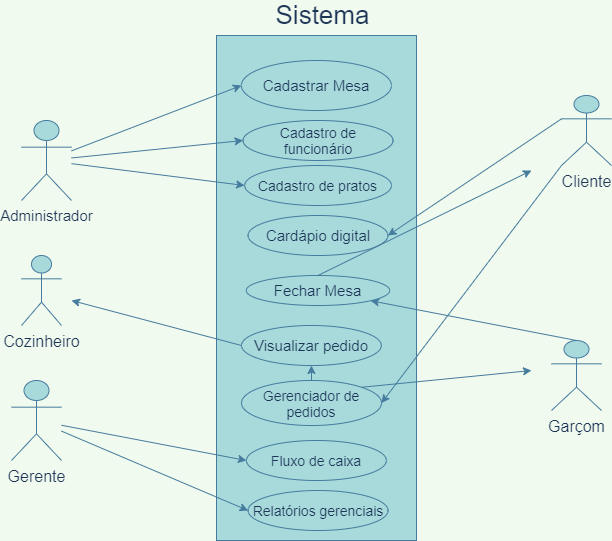 Sistema
Cadastrar Mesa
Cadastro de
funcionário
Cadastro de pratos
Cardápio digital
Fechar Mesa
Visualizar pedido
Gerenciador de
pedidos
Fluxo de caixa
Relatórios gerenciais
Administrador
Cozinheiro
Gerente
Cliente
Garçom